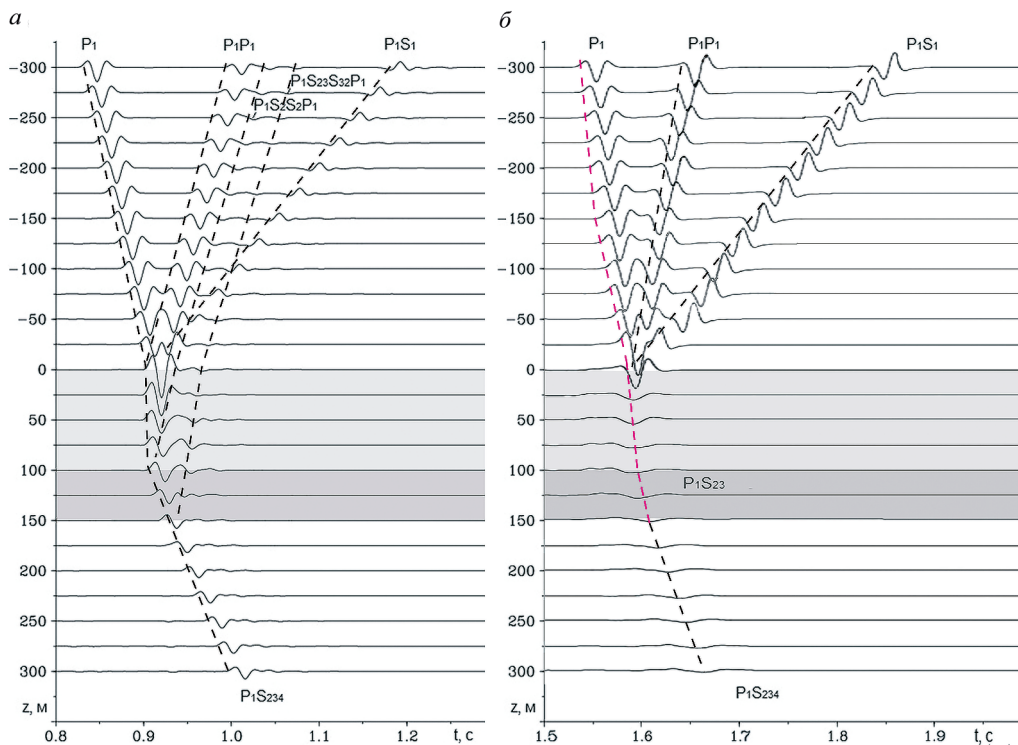 а
P1
P1P1
P1S1
P1S23S32P1
P1S2S2P1
-300
-250
-200
-150
-100
-50
0
50
100
150
200
250
300
z, м
P1S234
0.8
0.9
1.0
1.1
1.2
t, с
б
P1
P1P1
P1S1
-300
-250
-200
-150
-100
-50
0
50
100
150
200
250
300
z, м
P1S23
P1S234
1.5
1.6
1.7
1.8
1.9
t, с